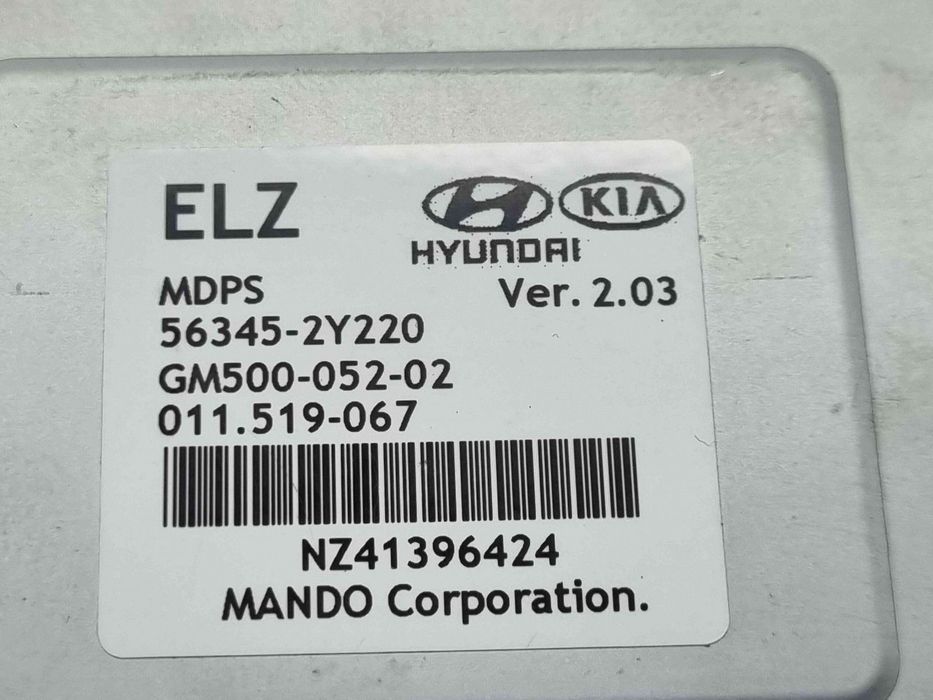 ELZ
HYUNDAI
KIA
MDPS
Ver. 2.03
56345-2Y220
GM500-052-02
011.519-067
NZ41396424
MANDO Corporation.